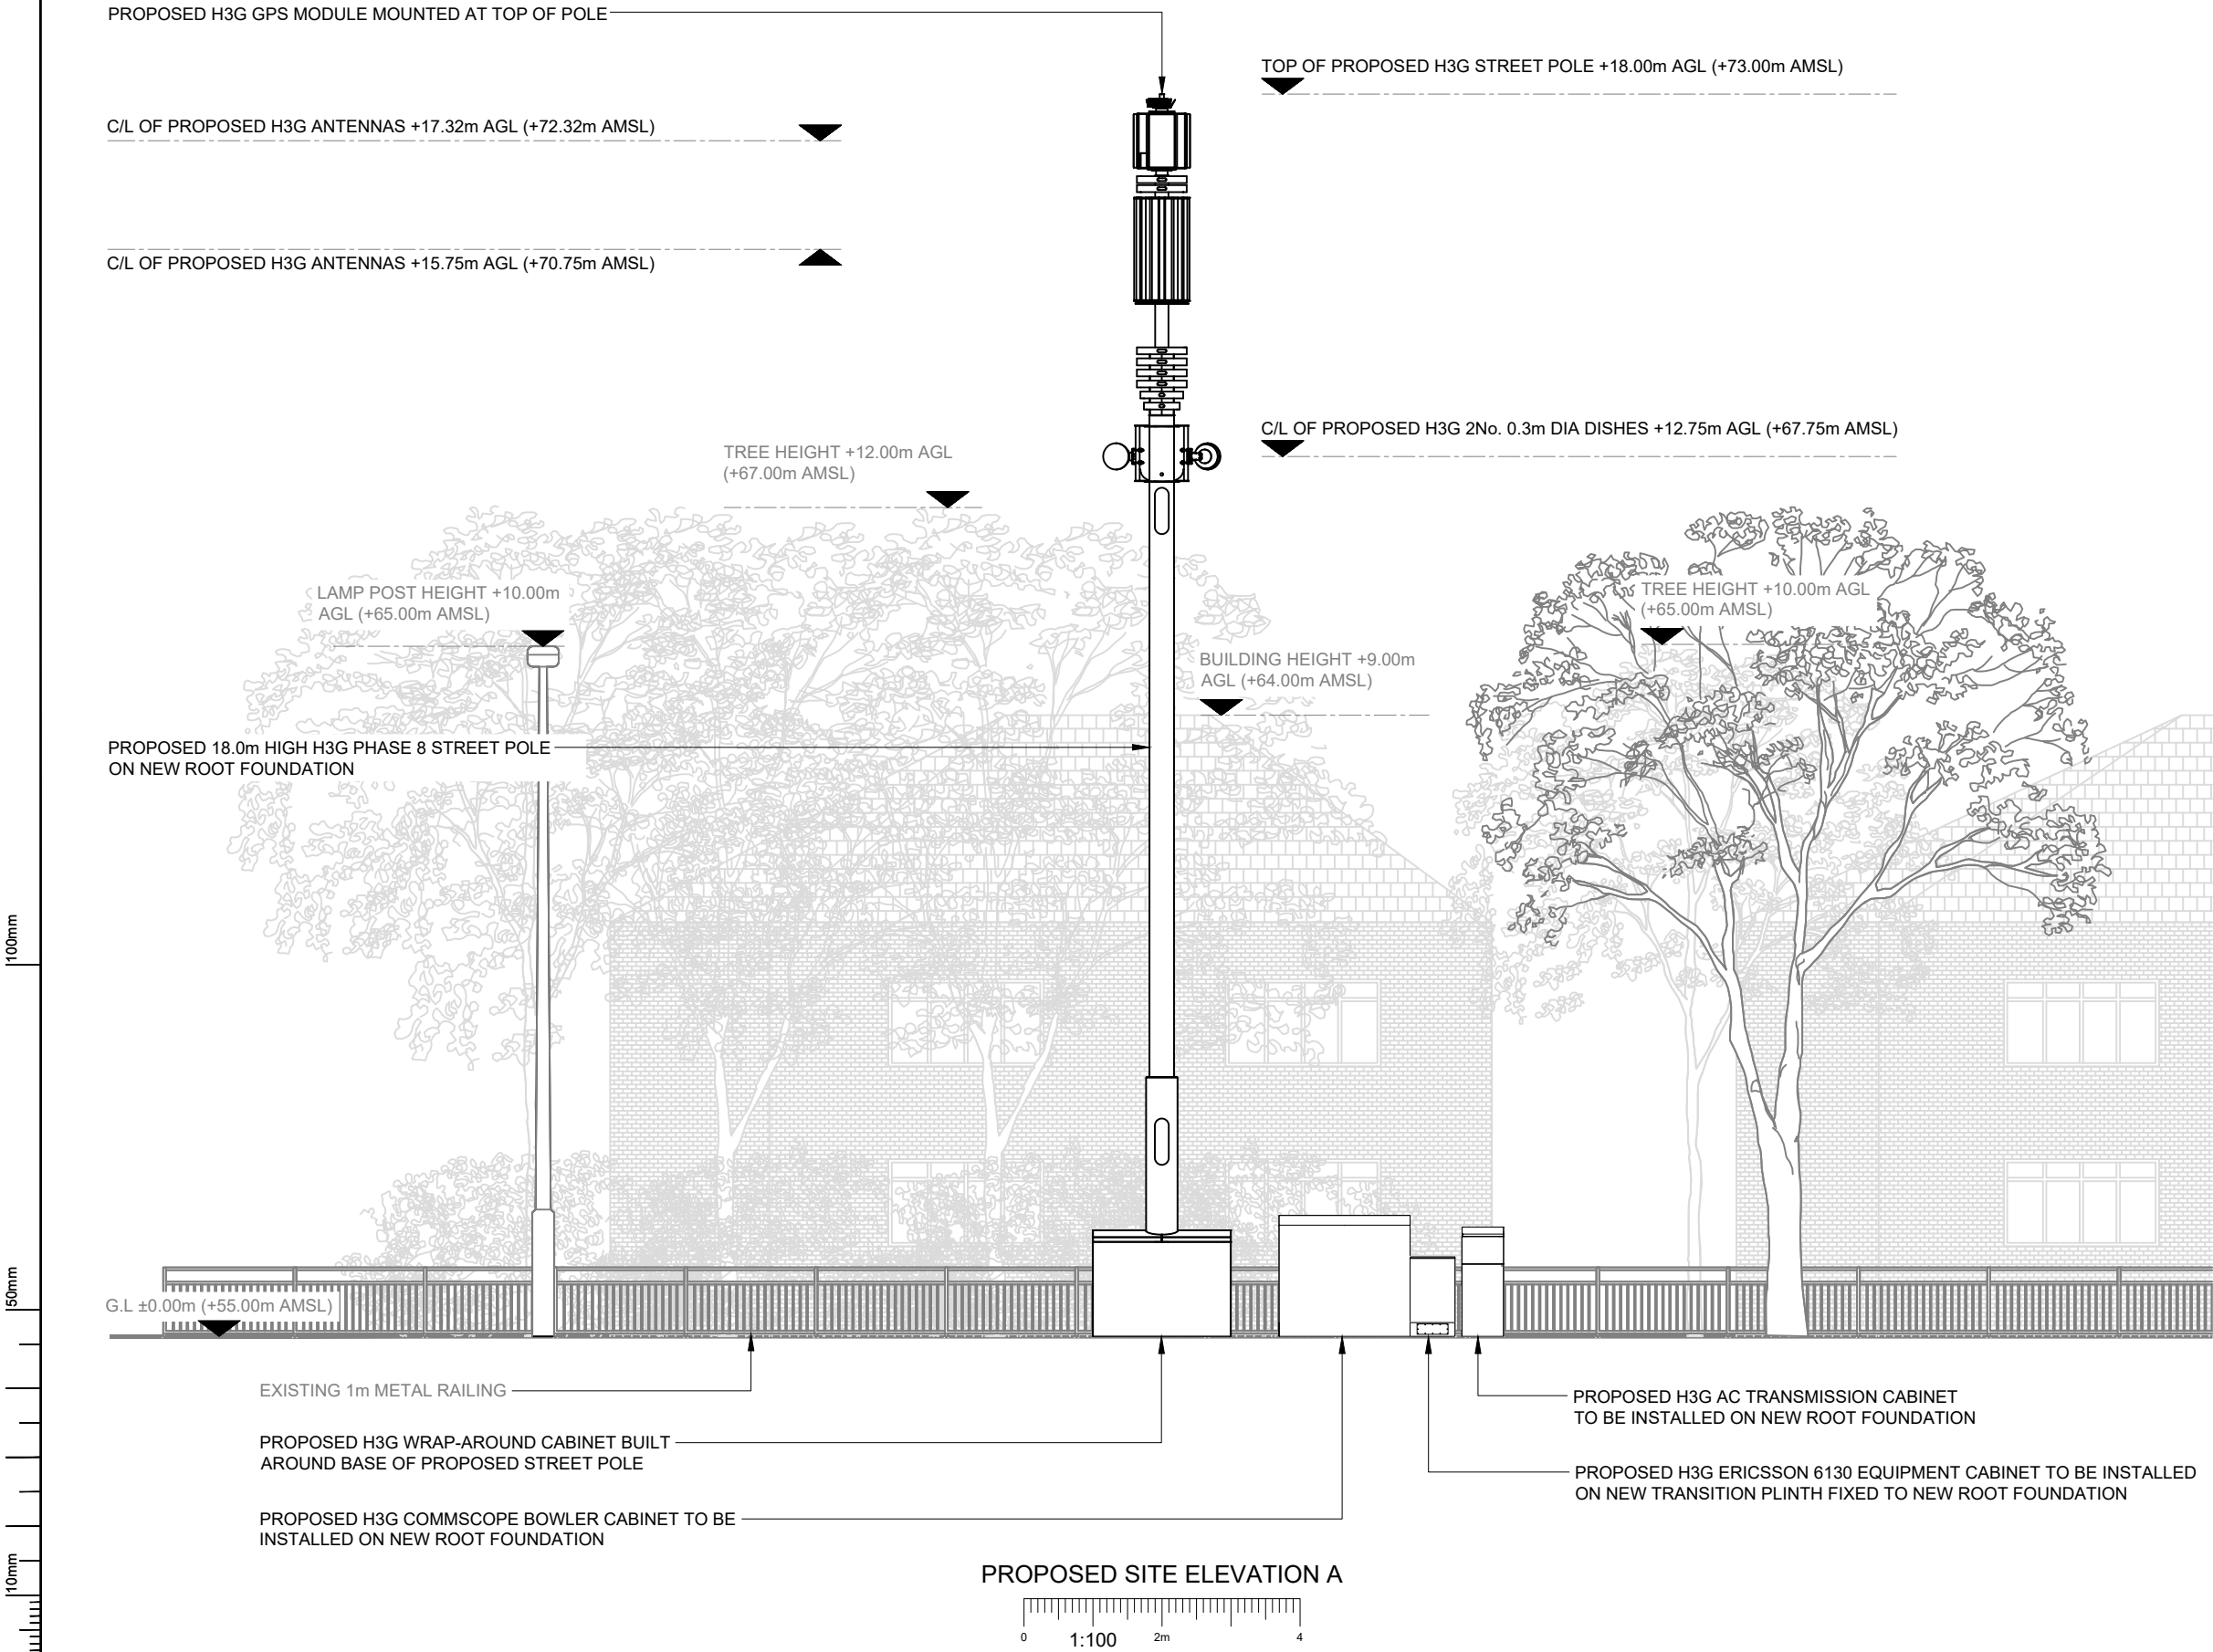 PROPOSED H3G GPS MODULE MOUNTED AT TOP OF POLE
TOP OF PROPOSED H3G STREET POLE +18.00m AGL (+73.00m AMSL)
C/L OF PROPOSED H3G ANTENNAS +17.32m AGL (+72.32m AMSL)
C/L OF PROPOSED H3G ANTENNAS +15.75m AGL (+70.75m AMSL)
C/L OF PROPOSED H3G 2No. 0.3m DIA DISHES +12.75m AGL (+67.75m AMSL)
TREE HEIGHT +12.00m AGL
(+67.00m AMSL)
LAMP POST HEIGHT +10.00m
AGL (+65.00m AMSL)
TREE HEIGHT +10.00m AGL
(+65.00m AMSL)
BUILDING HEIGHT +9.00m
AGL (+64.00m AMSL)
PROPOSED 18.0m HIGH H3G PHASE 8 STREET POLE
ON NEW ROOT FOUNDATION
100mm
50mm
G.L ±0.00m (+55.00m AMSL)
EXISTING 1m METAL RAILING
PROPOSED H3G AC TRANSMISSION CABINET
TO BE INSTALLED ON NEW ROOT FOUNDATION
PROPOSED H3G WRAP-AROUND CABINET BUILT
AROUND BASE OF PROPOSED STREET POLE
PROPOSED H3G ERICSSON 6130 EQUIPMENT CABINET TO BE INSTALLED
ON NEW TRANSITION PLINTH FIXED TO NEW ROOT FOUNDATION
PROPOSED H3G COMMSCOPE BOWLER CABINET TO BE
INSTALLED ON NEW ROOT FOUNDATION
10mm
PROPOSED SITE ELEVATION A
0 1:100 2m 4